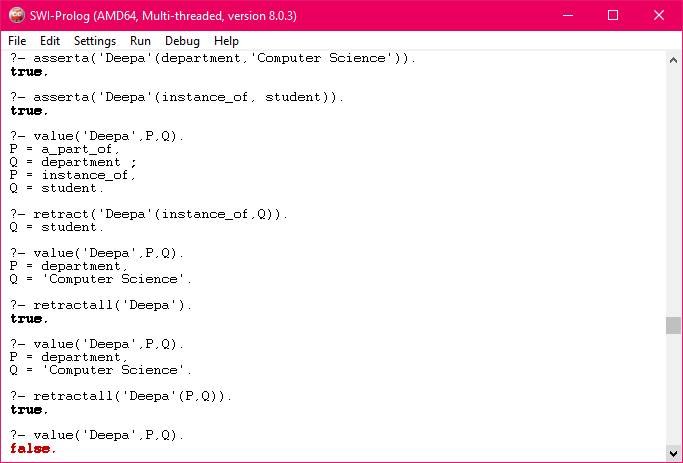 SWI-Prolog (AMD64, Multi-threaded, version 8.0.3)
File Edit Settings Run Debug Help
?- asserta('Deepa'(department,'Computer Science')).
true.
?- asserta('Deepa'(instance_of, student)).
true.
?- value('Deepa',P,Q).
P = a_part_of,
Q = department ;
P = instance_of,
Q = student.
?- retract('Deepa'(instance_of,Q)).
Q = student.
?- value('Deepa',P,Q).
P = department,
Q = 'Computer Science'.
?- retractall('Deepa').
true.
?- value('Deepa',P,Q).
P = department,
Q = 'Computer Science'.
?- retractall('Deepa'(P,Q)).
true.
?- value('Deepa',P,Q).
false.